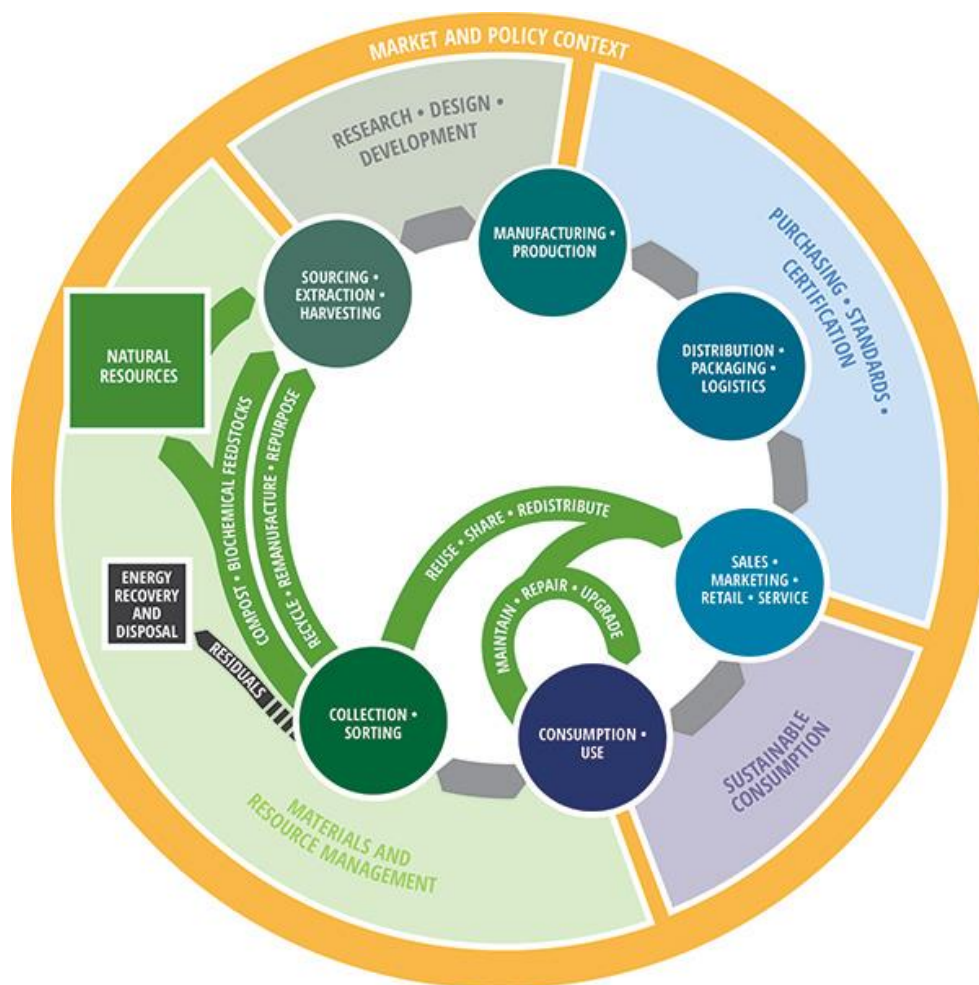 MARKET AND POLICY CONTEXT
RESEARCH • DESIGN •
DEVELOPMENT
PURCHASING • STANDARDS •
CERTIFICATION
MANUFACTURING •
PRODUCTION
SOURCING •
EXTRACTION •
HARVESTING
NATURAL
RESOURCES
DISTRIBUTION •
PACKAGING •
LOGISTICS
COMPOST • BIOCHEMICAL FEEDSTOCKS
RECYCLE • REMANUFACTURE • REPURPOSE
REUSE • SHARE • REDISTRIBUTE
MAINTAIN • REPAIR • UPGRADE
SALES •
MARKETING •
RETAIL • SERVICE
ENERGY
RECOVERY
AND
DISPOSAL
RESIDUALS
COLLECTION •
SORTING
CONSUMPTION •
USE
SUSTAINABLE
CONSUMPTION
MATERIALS AND
RESOURCE MANAGEMENT